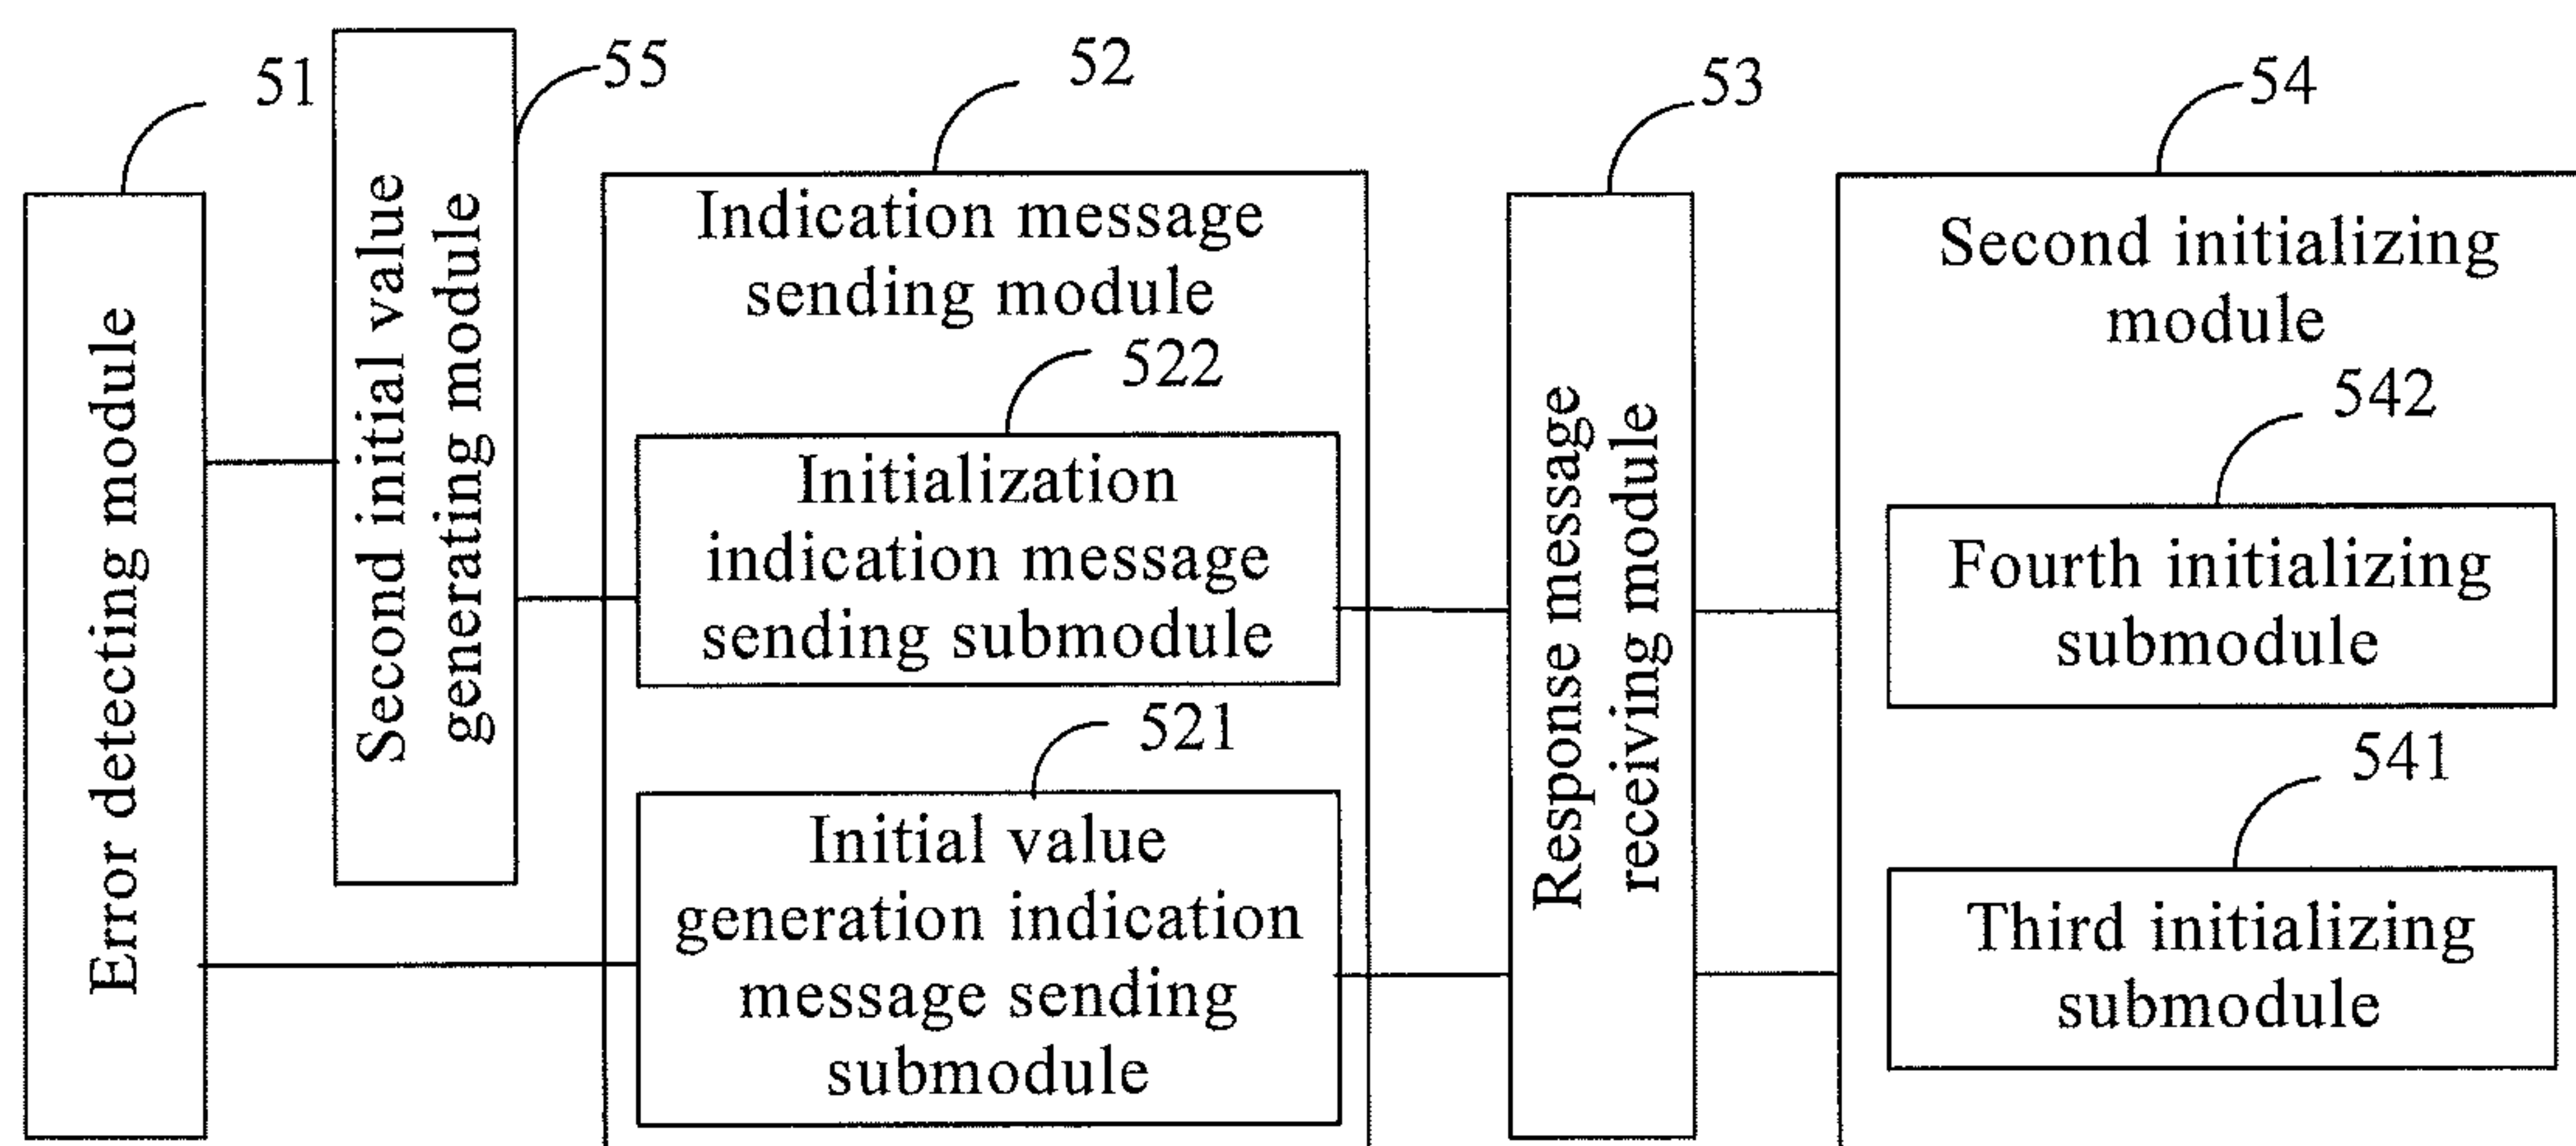 51
Error detecting module
55
Second initial value
generating module
52
Indication message
sending module
522
Initialization
indication message
sending submodule
521
Initial value
generation indication
message sending
submodule
53
Response message
receiving module
54
Second initializing
module
542
Fourth initializing
submodule
541
Third initializing
submodule